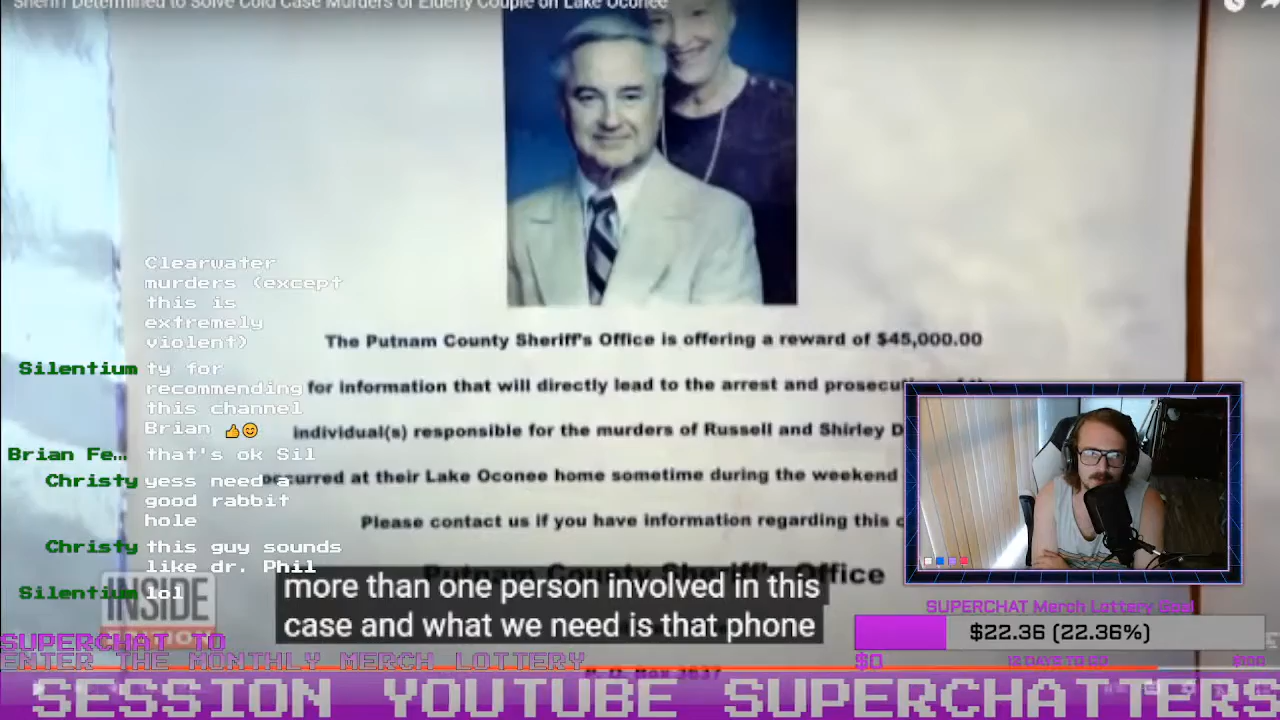 Sheriff Determined to Solve Cold Case Murders of Elderly Couple on Lake Oconee
The Putnam County Sheriff's Office is offering a reward of $45,000.00
for information that will directly lead to the arrest and
individual(s) responsible for the murders of Russell and Shirley D
occurred at their Lake Oconee home sometime during the weekend
Please contact us if you have information regarding this c
Putnam County Sheriff's Office
P. O. Box
Clearwater
murders (except
this is
extremely
violent)
Silentium ty for
recommending
this channel
Brian 👍😊
Brian Fe... that's ok Sil
Christy yess need a
good rabbit
hole
Christy this guy sounds
like dr. Phil
Silentium lol
INSIDE
more than one person involved in this
case and what we need is that phone
SUPERCHAT Merch Lottery Goal
$22.36 (22.36%)
$0 12 DAYS TO GO $100
SUPERCHAT TO
ENTER THE MONTHLY MERCH LOTTERY
SESSION YOUTUBE SUPERCHATTERS